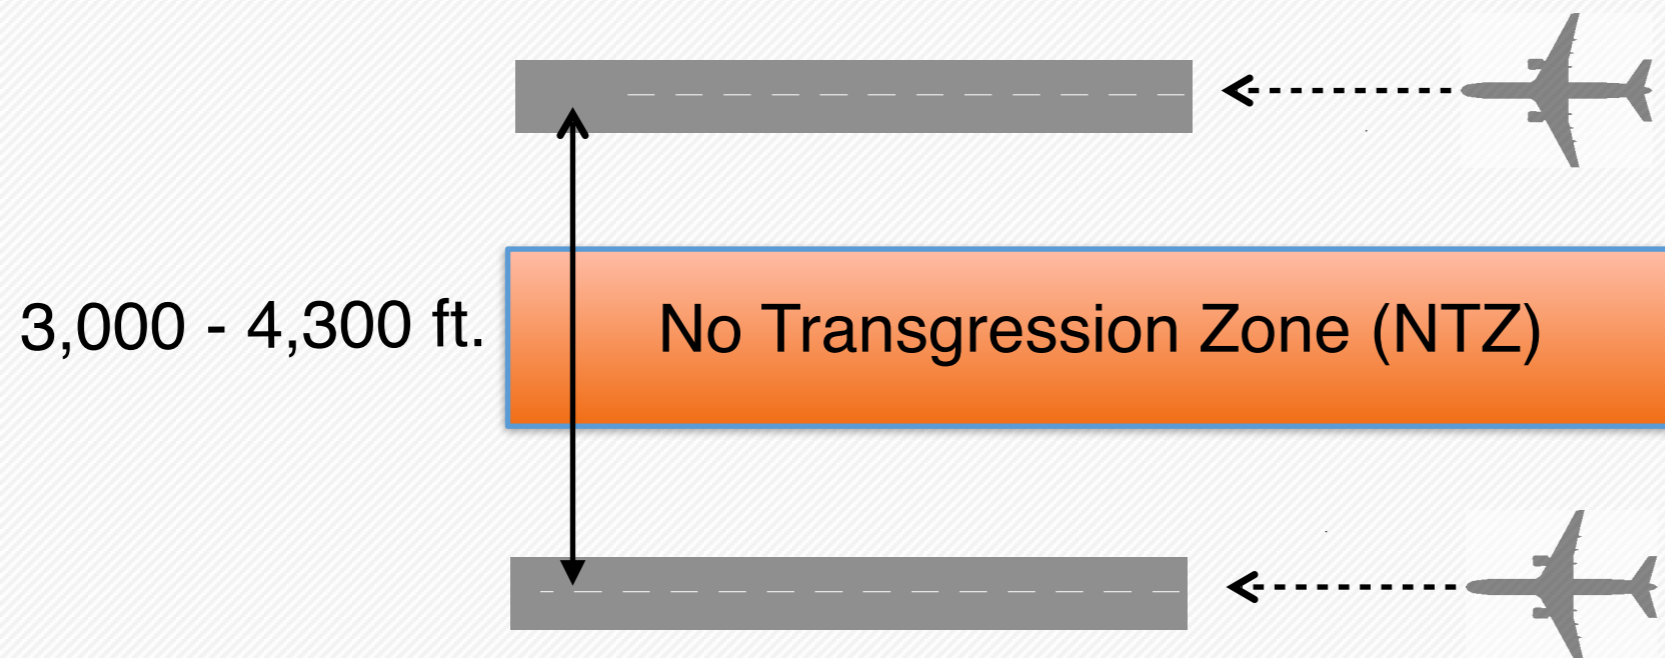 3,000 - 4,300 ft.
No Transgression Zone (NTZ)